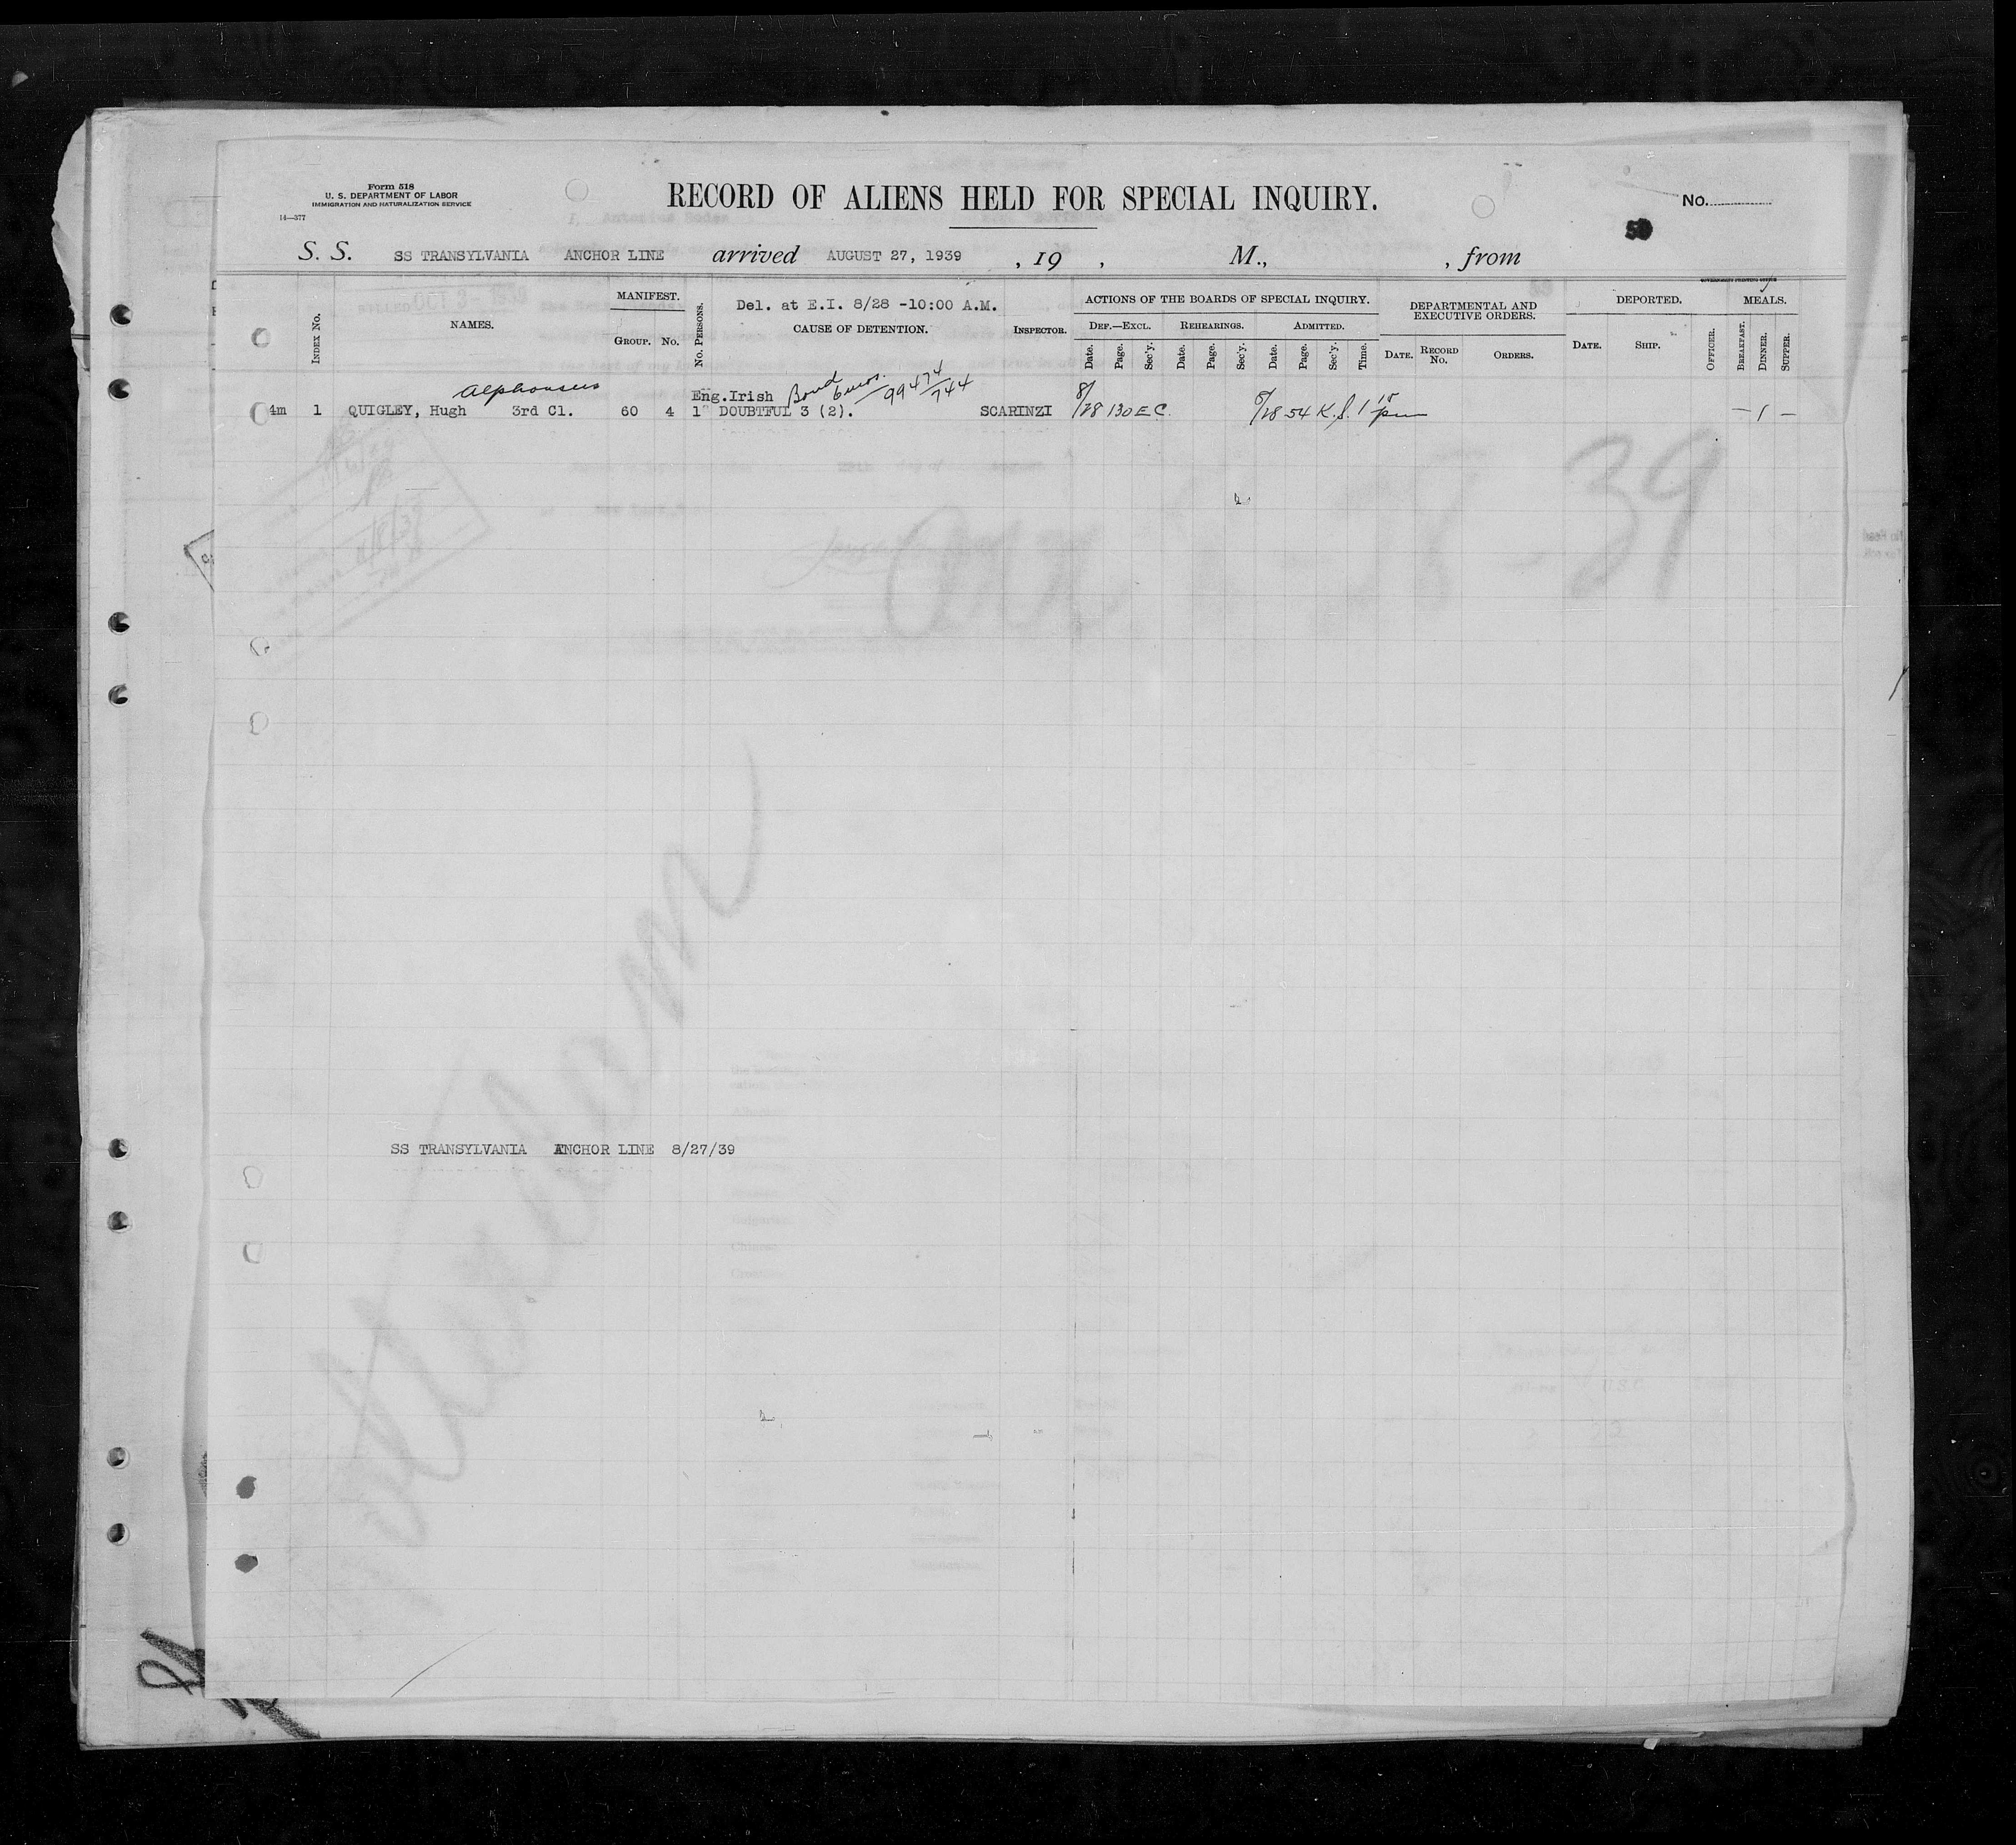 Form 518
U. S. DEPARTMENT OF LABOR
IMMIGRATION AND NATURALIZATION SERVICE
14—377
RECORD OF ALIENS HELD FOR SPECIAL INQUIRY.
No.
S. S. SS TRANSYLVANIA ANCHOR LINE arrived AUGUST 27, 1939 , 19 , M., , from
INDEX No.
NAMES.
MANIFEST.
GROUP. No.
No. PERSONS.
Del. at E.I. 8/28 -10:00 A.M.
CAUSE OF DETENTION.
INSPECTOR.
ACTIONS OF THE BOARDS OF SPECIAL INQUIRY.
DEF.—EXCL. REHEARINGS. ADMITTED.
Date. Page. Sec'y. Date. Page. Sec'y. Date. Page. Sec'y. Time.
DEPARTMENTAL AND
EXECUTIVE ORDERS.
DATE. RECORD No. ORDERS.
DEPORTED.
DATE. SHIP. OFFICER.
MEALS.
BREAKFAST. DINNER. SUPPER.
Alphonsus
Eng.Irish Bond 6 mos. 99474/744
4m 1 QUIGLEY, Hugh 3rd Cl. 60 4 1 DOUBTFUL 3 (2). SCARINZI 8/28 130 E C. 8/28 54 K. S. 1 15 pm — 1 —
39
SS TRANSYLVANIA ANCHOR LINE 8/27/39